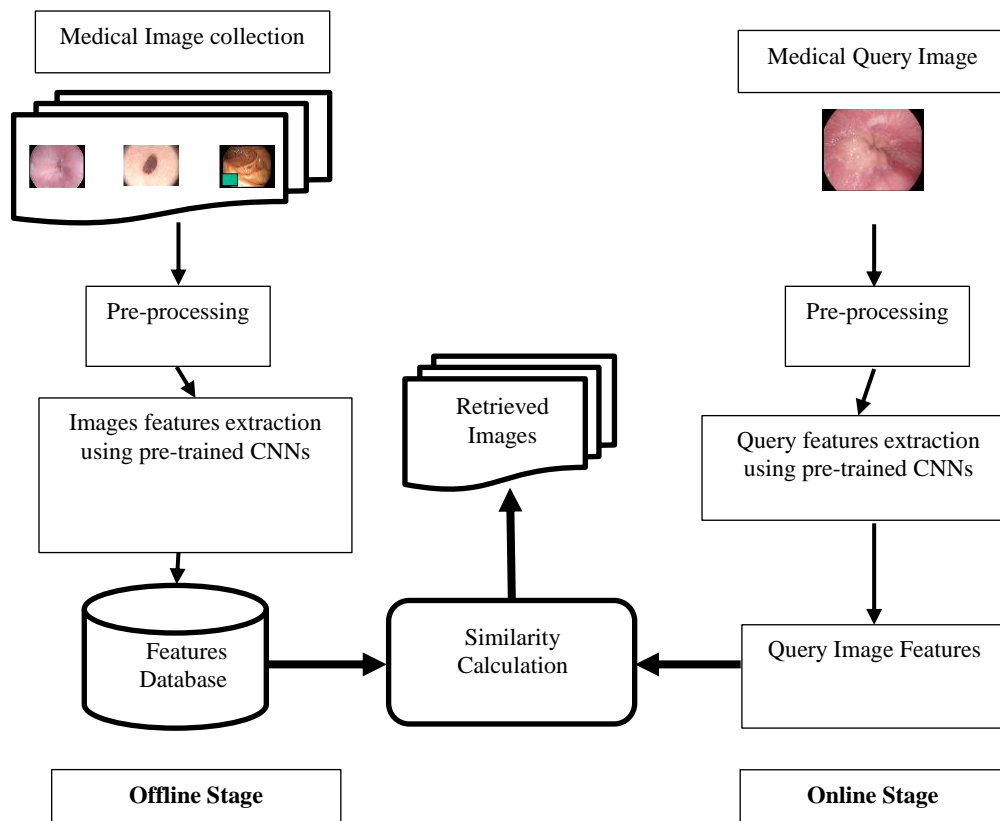 Medical Image collection
Medical Query Image
Pre-processing
Pre-processing
Images features extraction
using pre-trained CNNs
Retrieved
Images
Query features extraction
using pre-trained CNNs
Features
Database
Similarity
Calculation
Query Image Features
Offline Stage
Online Stage